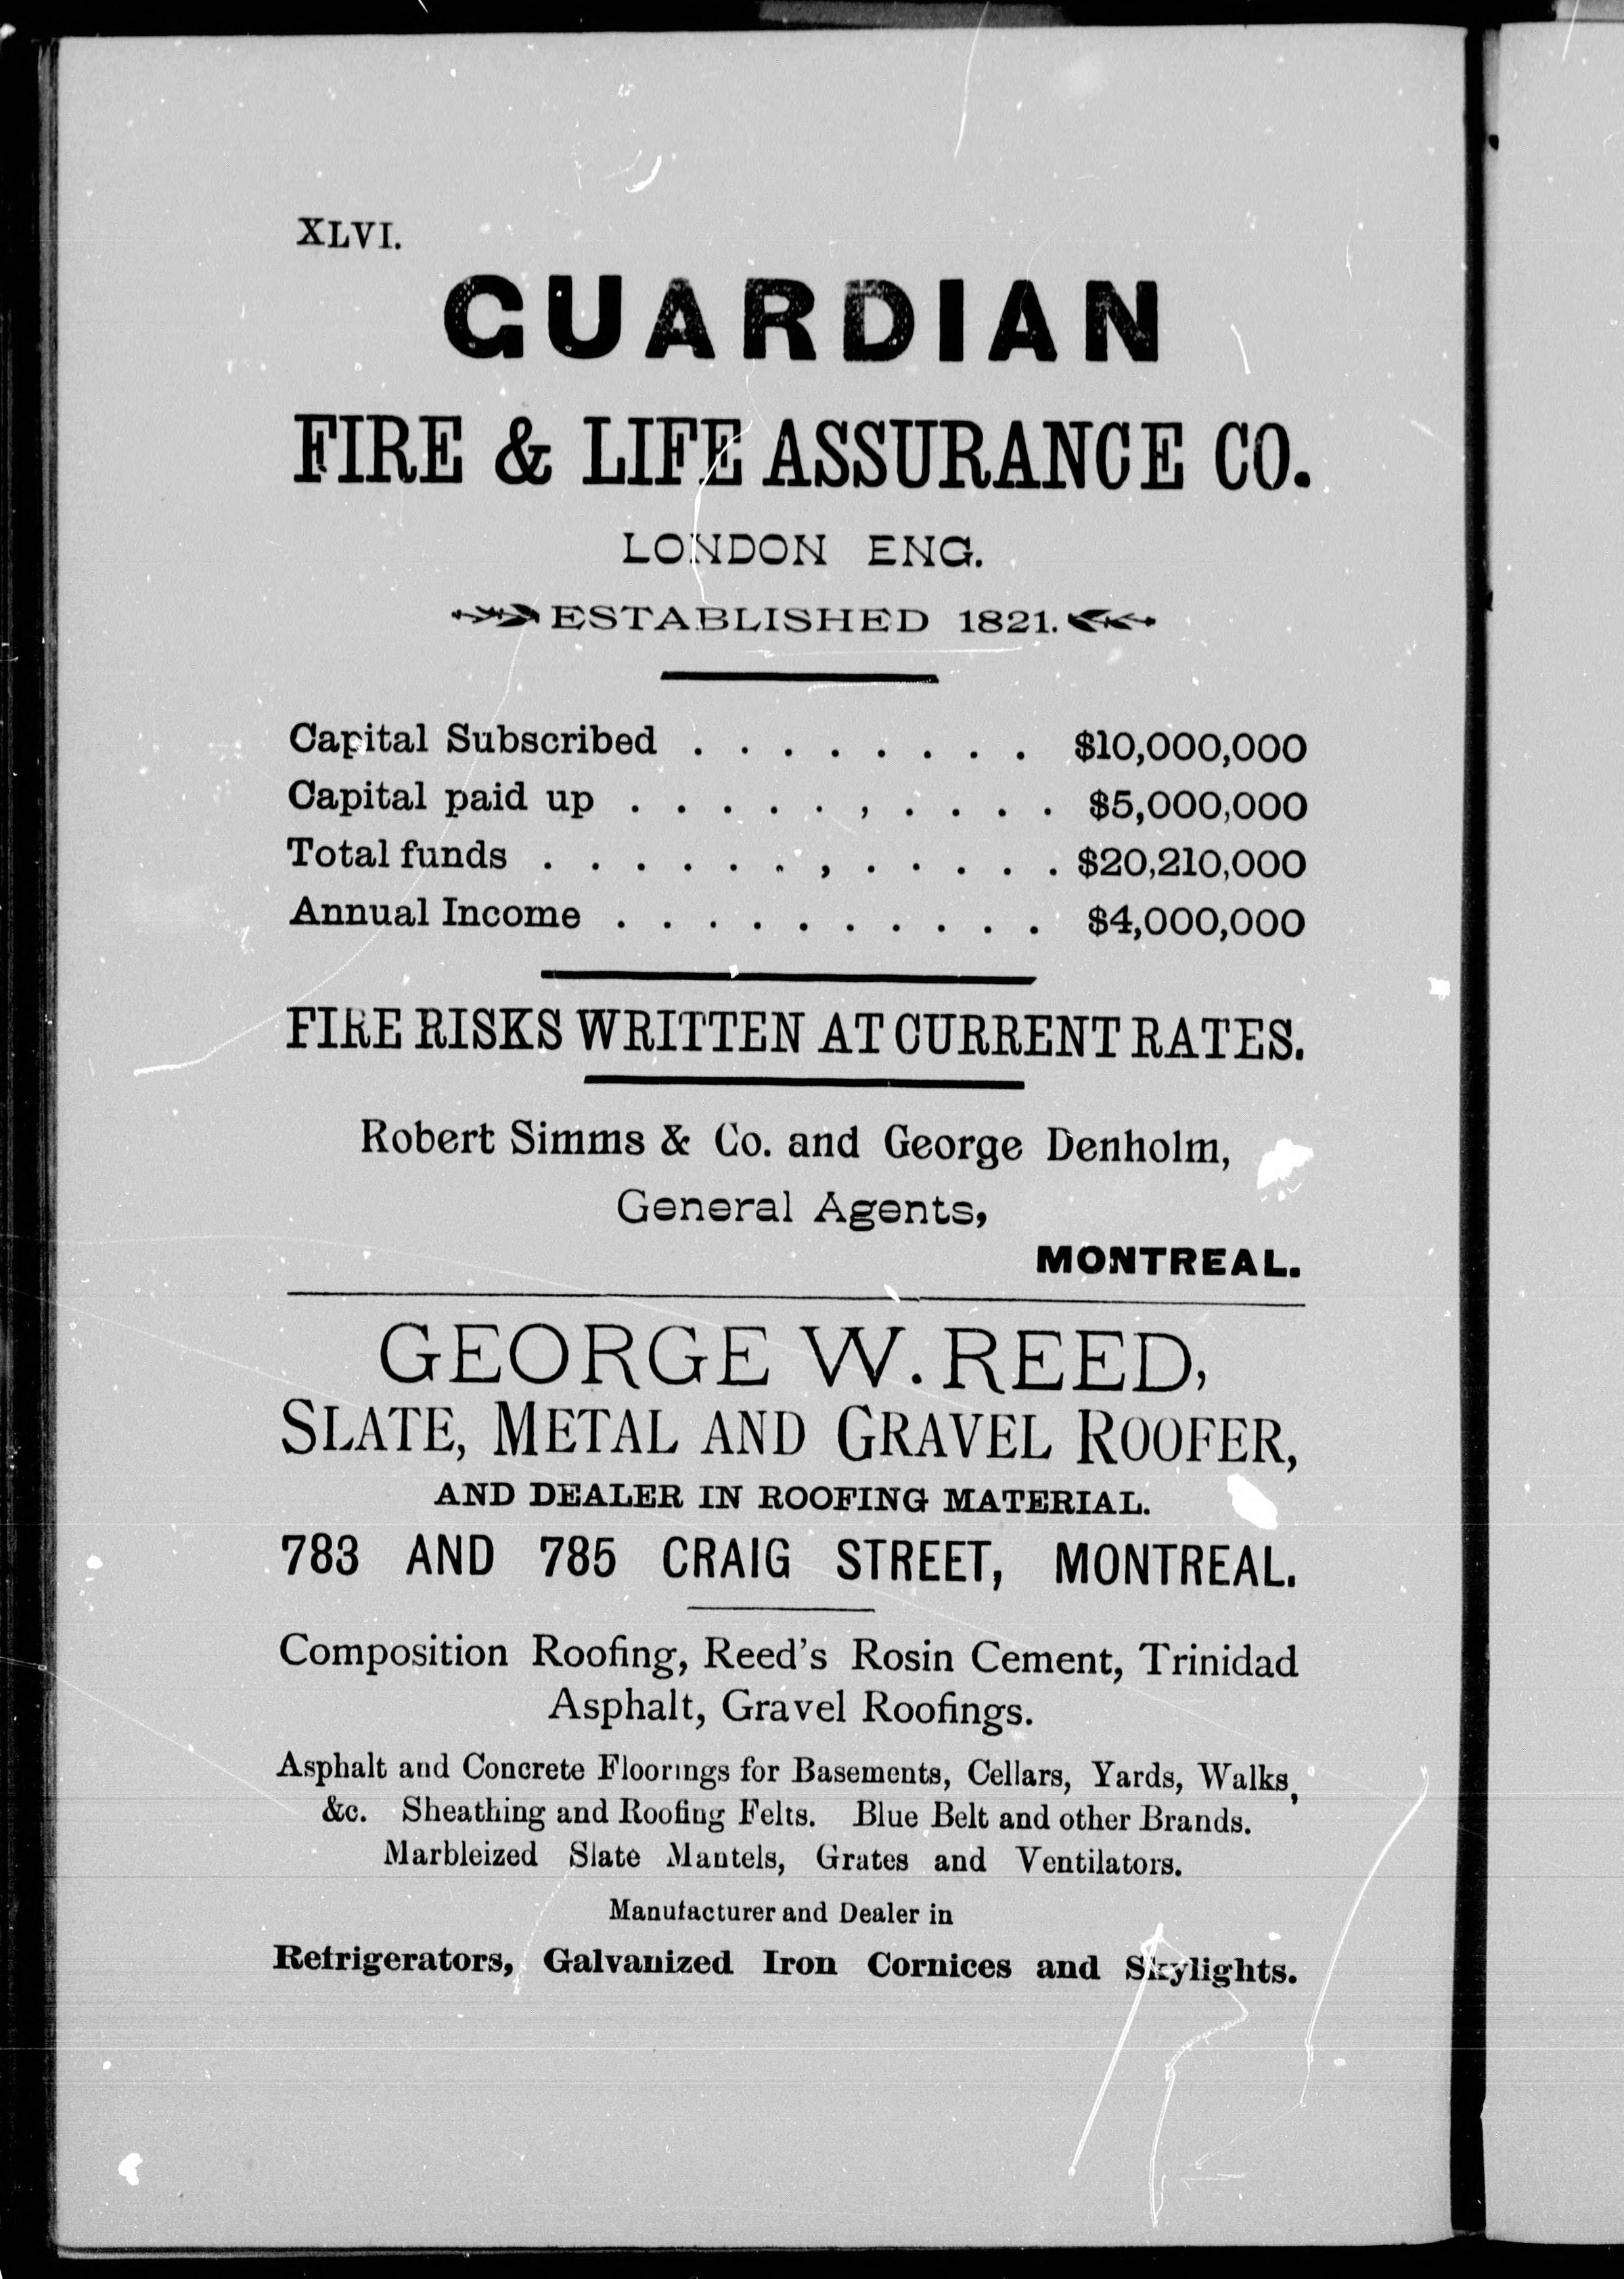 XLVI.
GUARDIAN
FIRE & LIFE ASSURANCE CO.
LONDON ENG.
ESTABLISHED 1821.
Capital Subscribed . . . . . . . . $10,000,000
Capital paid up . . . . . , . . . . $5,000,000
Total funds . . . . . . , . . . . . $20,210,000
Annual Income . . . . . . . . . . $4,000,000
FIRE RISKS WRITTEN AT CURRENT RATES.
Robert Simms & Co. and George Denholm,
General Agents,
MONTREAL.
GEORGE W. REED,
SLATE, METAL AND GRAVEL ROOFER,
AND DEALER IN ROOFING MATERIAL.
783 AND 785 CRAIG STREET, MONTREAL.
Composition Roofing, Reed's Rosin Cement, Trinidad
Asphalt, Gravel Roofings.
Asphalt and Concrete Floorings for Basements, Cellars, Yards, Walks,
&c. Sheathing and Roofing Felts. Blue Belt and other Brands.
Marbleized Slate Mantels, Grates and Ventilators.
Manufacturer and Dealer in
Refrigerators, Galvanized Iron Cornices and Skylights.